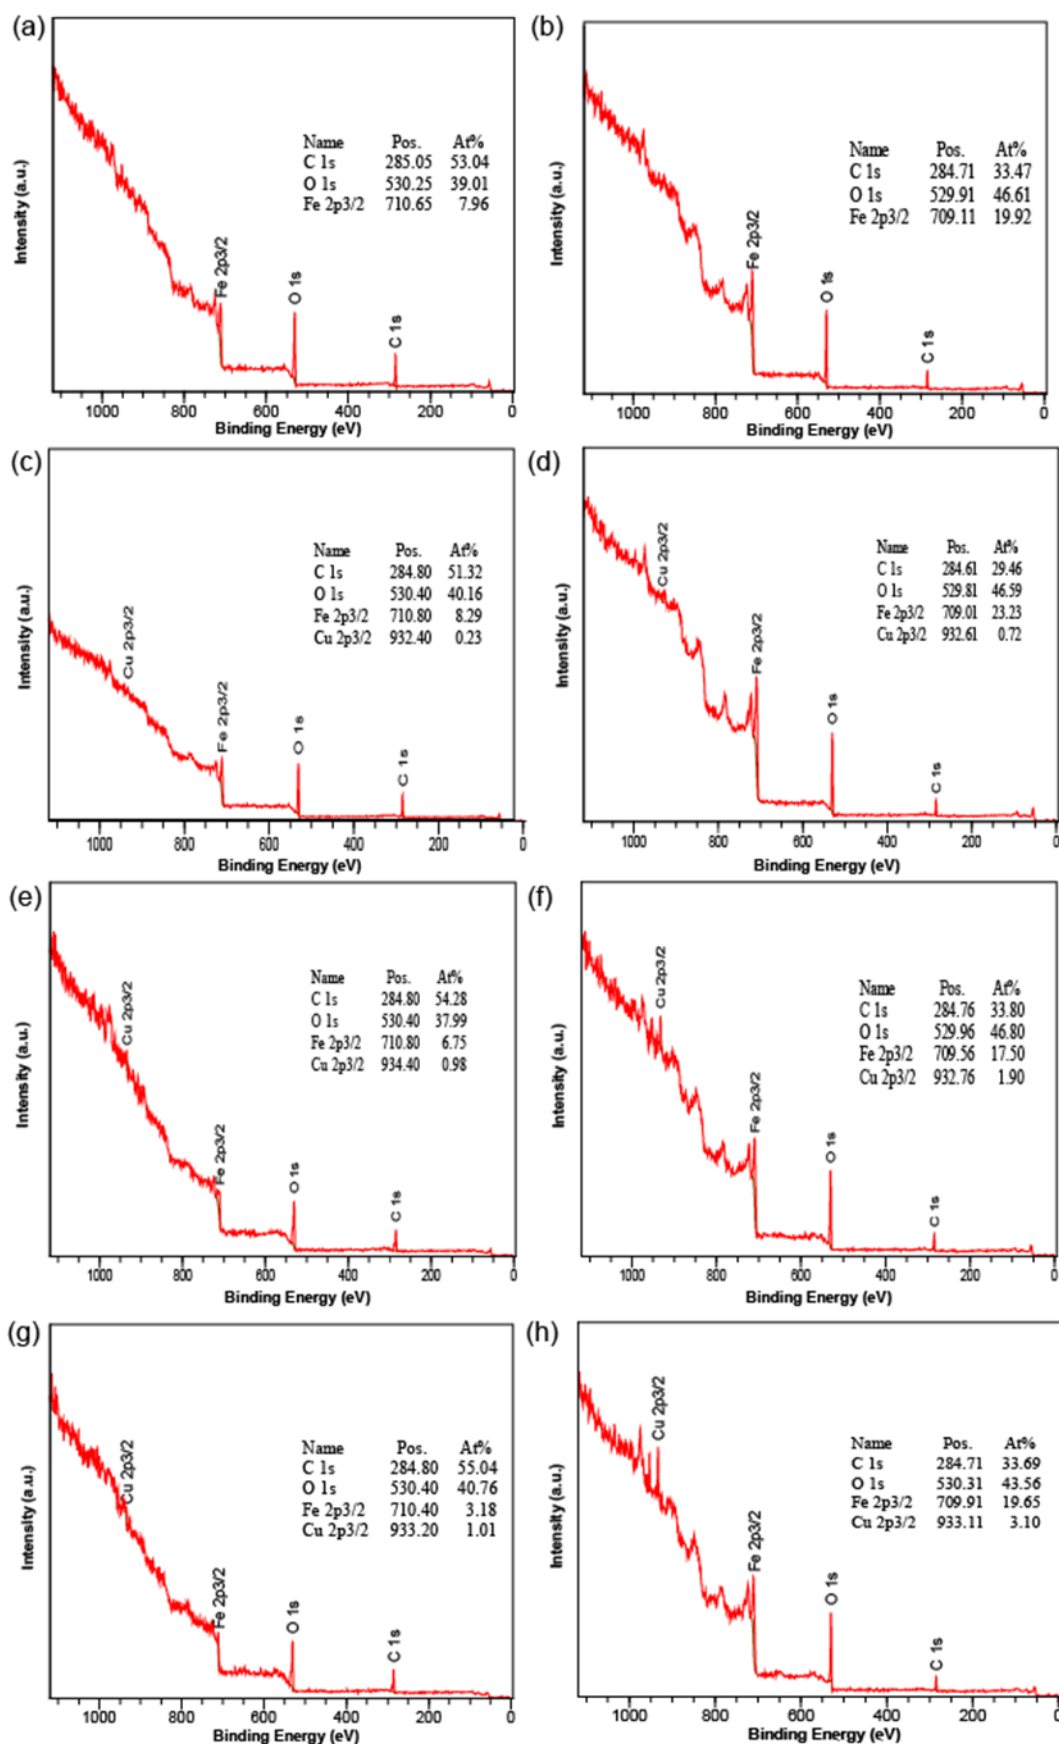 (a)
Intensity (a.u.)
Name Pos. At%
C 1s 285.05 53.04
O 1s 530.25 39.01
Fe 2p3/2 710.65 7.96
Fe 2p3/2
O 1s
C 1s
1000 800 600 400 200 0
Binding Energy (eV)
(b)
Intensity (a.u.)
Name Pos. At%
C 1s 284.71 33.47
O 1s 529.91 46.61
Fe 2p3/2 709.11 19.92
Fe 2p3/2
O 1s
C 1s
1000 800 600 400 200 0
Binding Energy (eV)
(c)
Intensity (a.u.)
Name Pos. At%
C 1s 284.80 51.32
O 1s 530.40 40.16
Fe 2p3/2 710.80 8.29
Cu 2p3/2 932.40 0.23
Cu 2p3/2
Fe 2p3/2
O 1s
C 1s
1000 800 600 400 200 0
Binding Energy (eV)
(d)
Intensity (a.u.)
Name Pos. At%
C 1s 284.61 29.46
O 1s 529.81 46.59
Fe 2p3/2 709.01 23.23
Cu 2p3/2 932.61 0.72
Cu 2p3/2
Fe 2p3/2
O 1s
C 1s
1000 800 600 400 200 0
Binding Energy (eV)
(e)
Intensity (a.u.)
Name Pos. At%
C 1s 284.80 54.28
O 1s 530.40 37.99
Fe 2p3/2 710.80 6.75
Cu 2p3/2 934.40 0.98
Cu 2p3/2
Fe 2p3/2
O 1s
C 1s
1000 800 600 400 200 0
Binding Energy (eV)
(f)
Intensity (a.u.)
Name Pos. At%
C 1s 284.76 33.80
O 1s 529.96 46.80
Fe 2p3/2 709.56 17.50
Cu 2p3/2 932.76 1.90
Cu 2p3/2
Fe 2p3/2
O 1s
C 1s
1000 800 600 400 200 0
Binding Energy (eV)
(g)
Intensity (a.u.)
Name Pos. At%
C 1s 284.80 55.04
O 1s 530.40 40.76
Fe 2p3/2 710.40 3.18
Cu 2p3/2 933.20 1.01
Cu 2p3/2
Fe 2p3/2
O 1s
C 1s
1000 800 600 400 200 0
Binding Energy (eV)
(h)
Intensity (a.u.)
Name Pos. At%
C 1s 284.71 33.69
O 1s 530.31 43.56
Fe 2p3/2 709.91 19.65
Cu 2p3/2 933.11 3.10
Cu 2p3/2
Fe 2p3/2
O 1s
C 1s
1000 800 600 400 200 0
Binding Energy (eV)